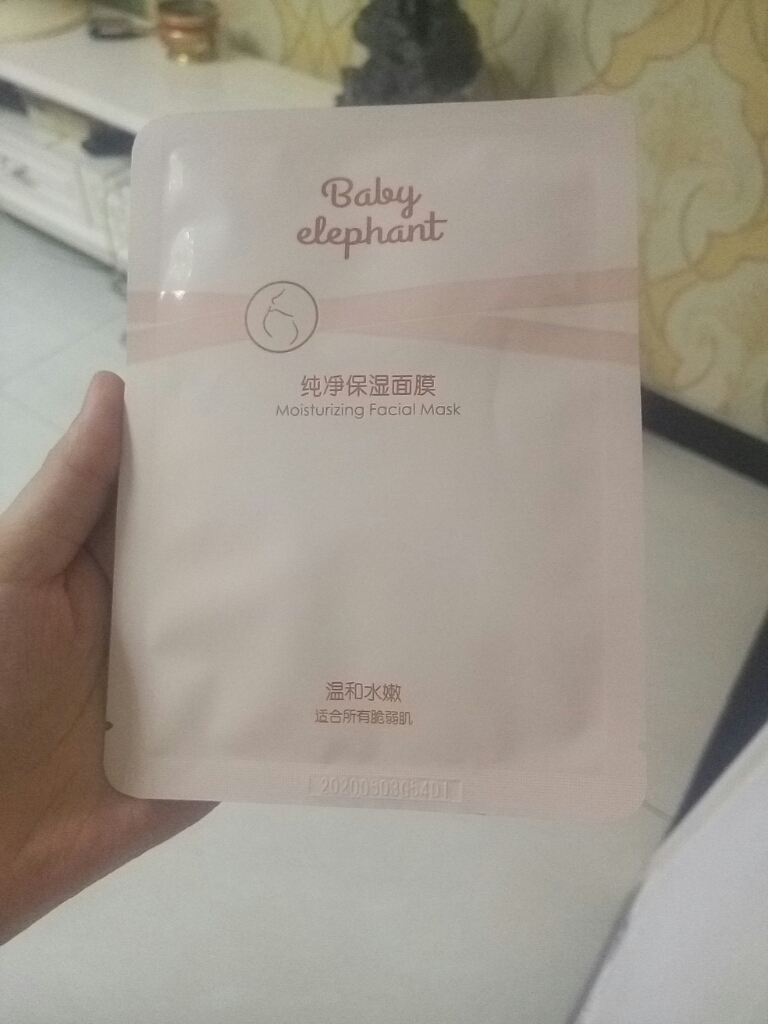 Baby
elephant
纯净保湿面膜
Moisturizing Facial Mask
温和水嫩
适合所有脆弱肌